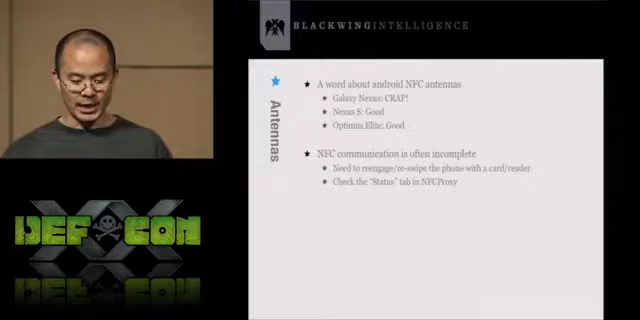 BLACKWINGINTELLIGENCE
Antennas
A word about android NFC antennas
Galaxy Nexus: CRAP!
Nexus S: Good
Optimus Elite: Good
NFC communication is often incomplete
Need to reengage/re-swipe the phone with a card/reader
Check the "Status" tab in NFCProxy
XX
DEF CON